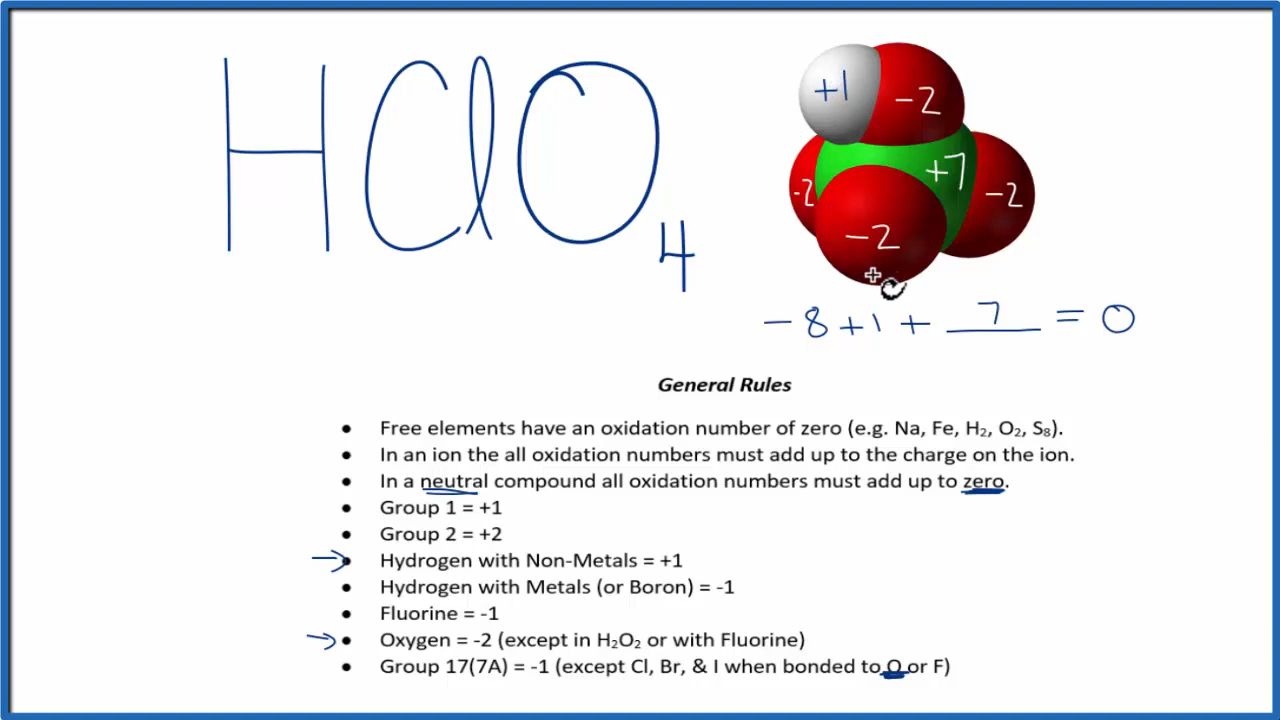 HClO₄
+1
-2
+7
-2
-2
-2
-8 +1 + 7 = 0
General Rules
• Free elements have an oxidation number of zero (e.g. Na, Fe, H₂, O₂, S₈).
• In an ion the all oxidation numbers must add up to the charge on the ion.
• In a neutral compound all oxidation numbers must add up to zero.
• Group 1 = +1
• Group 2 = +2
→ • Hydrogen with Non-Metals = +1
• Hydrogen with Metals (or Boron) = -1
• Fluorine = -1
→ • Oxygen = -2 (except in H₂O₂ or with Fluorine)
• Group 17(7A) = -1 (except Cl, Br, & I when bonded to O or F)